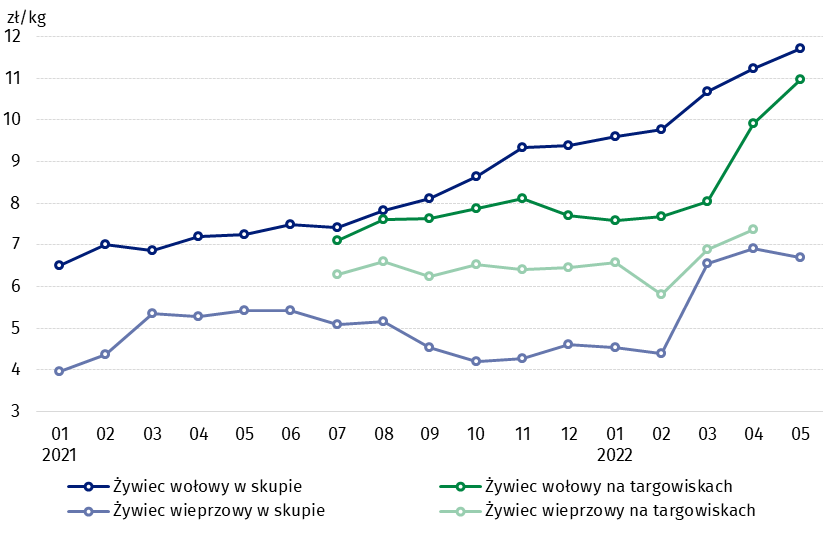 zł/kg
12
11
10
9
8
7
6
5
4
3
01 02 03 04 05 06 07 08 09 10 11 12 01 02 03 04 05
2021 2022
Żywiec wołowy w skupie Żywiec wołowy na targowiskach
Żywiec wieprzowy w skupie Żywiec wieprzowy na targowiskach